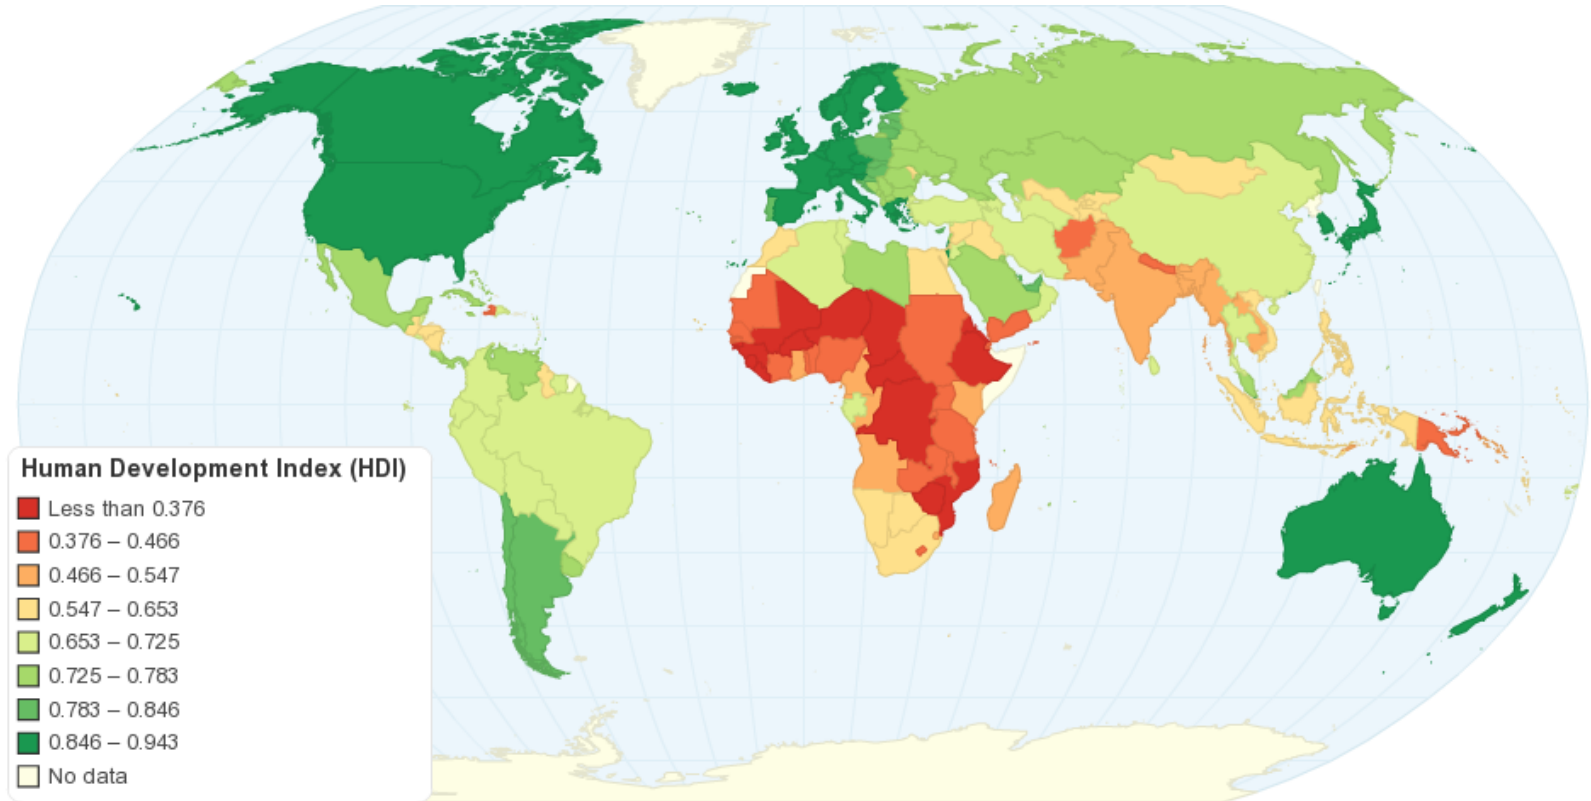 Human Development Index (HDI)
Less than 0.376
0.376 – 0.466
0.466 – 0.547
0.547 – 0.653
0.653 – 0.725
0.725 – 0.783
0.783 – 0.846
0.846 – 0.943
No data